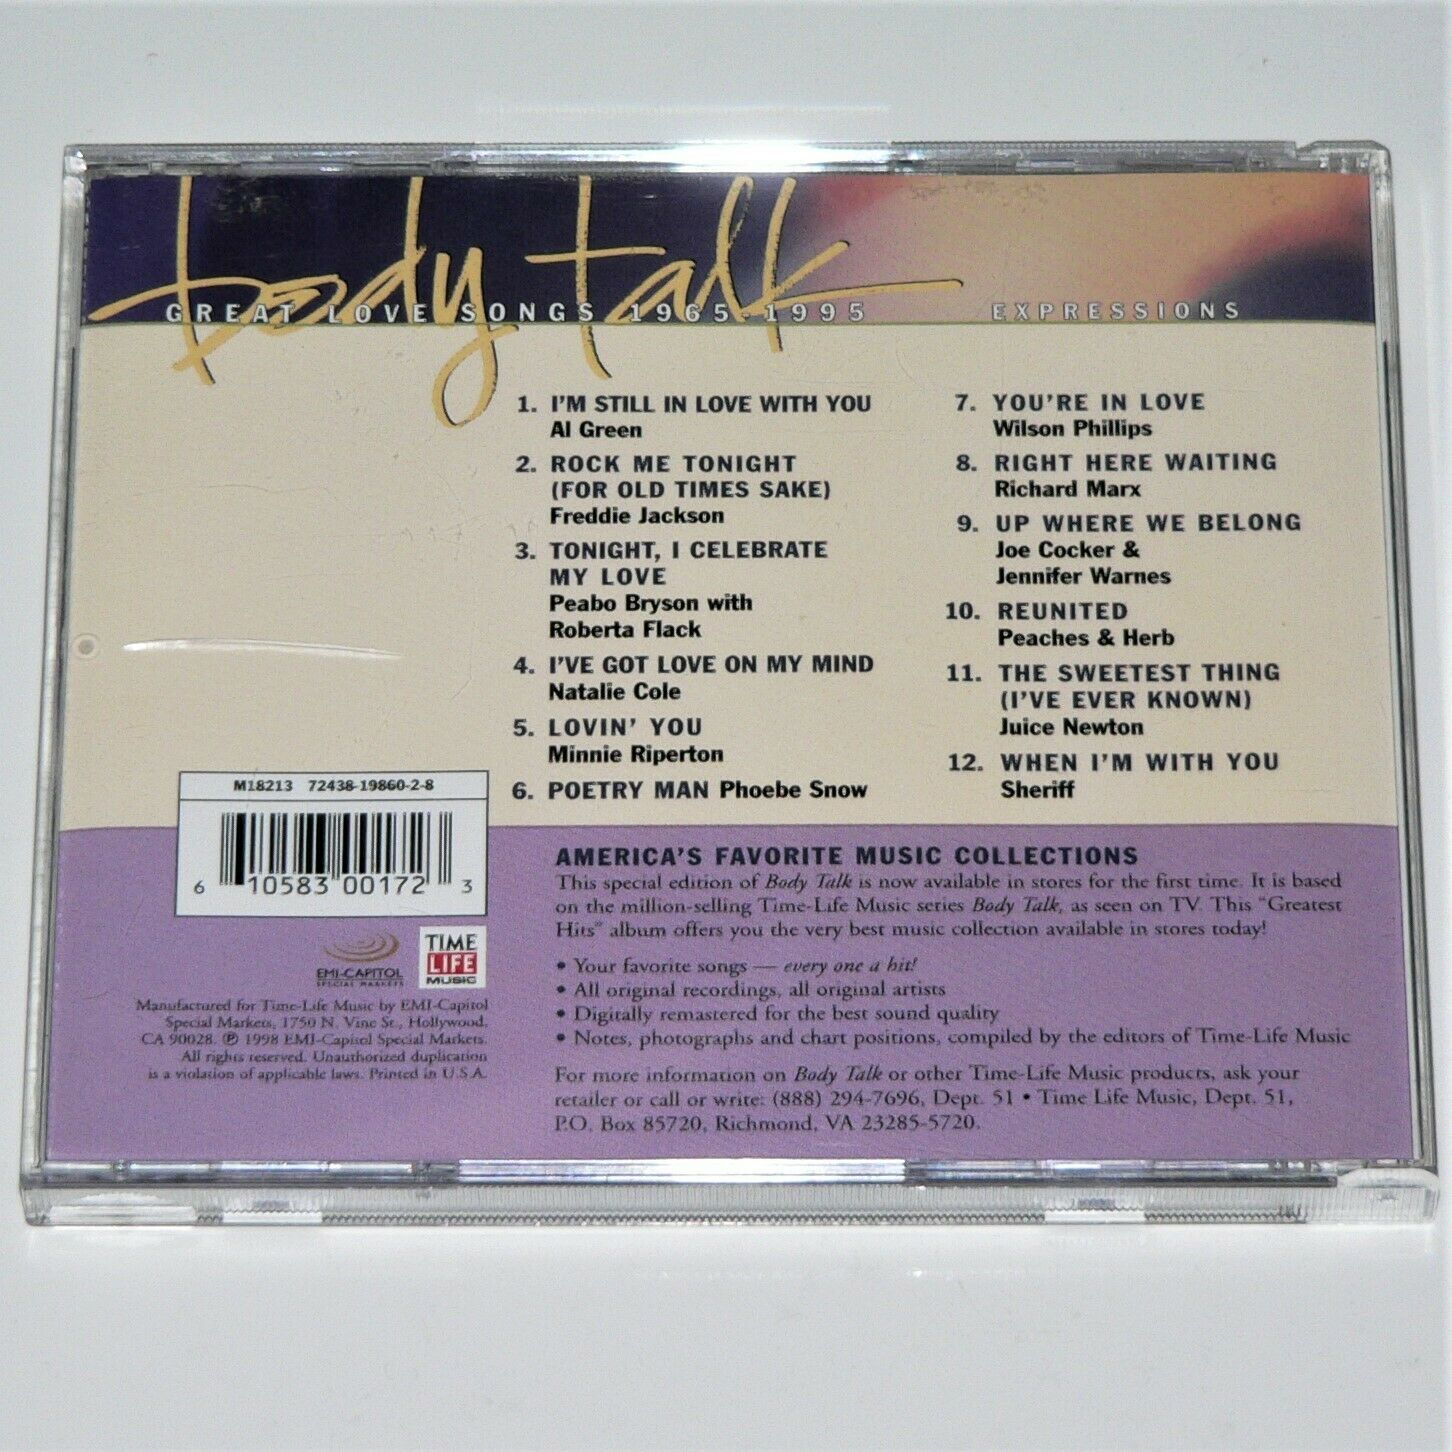 body talk
GREAT LOVE SONGS 1965-1995
EXPRESSIONS
1. I'M STILL IN LOVE WITH YOU
Al Green
2. ROCK ME TONIGHT
(FOR OLD TIMES SAKE)
Freddie Jackson
3. TONIGHT, I CELEBRATE
MY LOVE
Peabo Bryson with
Roberta Flack
4. I'VE GOT LOVE ON MY MIND
Natalie Cole
5. LOVIN' YOU
Minnie Riperton
6. POETRY MAN Phoebe Snow
7. YOU'RE IN LOVE
Wilson Phillips
8. RIGHT HERE WAITING
Richard Marx
9. UP WHERE WE BELONG
Joe Cocker &
Jennifer Warnes
10. REUNITED
Peaches & Herb
11. THE SWEETEST THING
(I'VE EVER KNOWN)
Juice Newton
12. WHEN I'M WITH YOU
Sheriff
M18213 72438-19860-2-8
6 10583 00172 3
EMI-CAPITOL
SPECIAL MARKETS
TIME
LIFE
MUSIC
Manufactured for Time-Life Music by EMI-Capitol
Special Markets, 1750 N. Vine St., Hollywood,
CA 90028. ℗ 1998 EMI-Capitol Special Markets.
All rights reserved. Unauthorized duplication
is a violation of applicable laws. Printed in U.S.A.
AMERICA'S FAVORITE MUSIC COLLECTIONS
This special edition of Body Talk is now available in stores for the first time. It is based
on the million-selling Time-Life Music series Body Talk, as seen on TV. This "Greatest
Hits" album offers you the very best music collection available in stores today!
• Your favorite songs — every one a hit!
• All original recordings, all original artists
• Digitally remastered for the best sound quality
• Notes, photographs and chart positions, compiled by the editors of Time-Life Music
For more information on Body Talk or other Time-Life Music products, ask your
retailer or call or write: (888) 294-7696, Dept. 51 • Time Life Music, Dept. 51,
P.O. Box 85720, Richmond, VA 23285-5720.